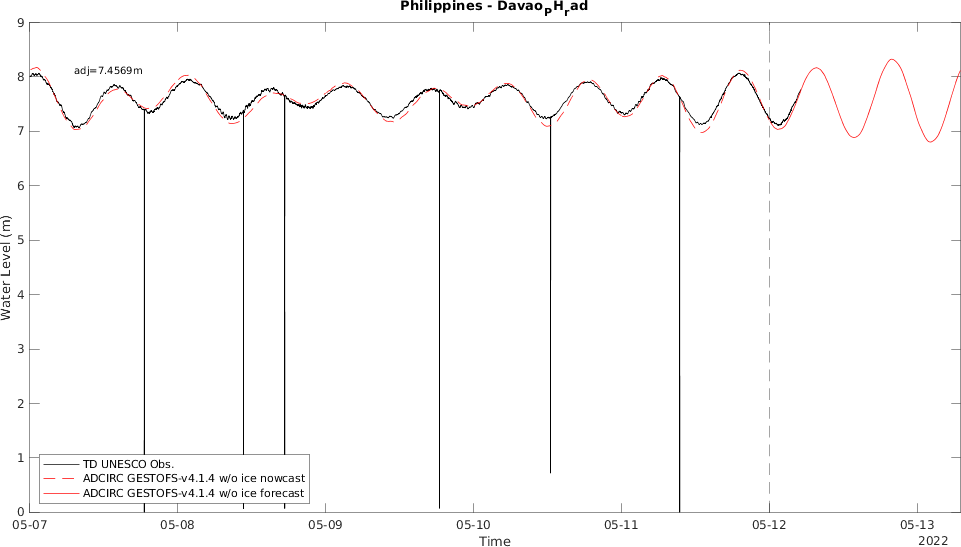 Philippines - Davao_PH_rad
9
8
7
6
5
4
3
2
1
0
Water Level (m)
adj=7.4569m
TD UNESCO Obs.
ADCIRC GESTOFS-v4.1.4 w/o ice nowcast
ADCIRC GESTOFS-v4.1.4 w/o ice forecast
05-07 05-08 05-09 05-10 05-11 05-12 05-13
Time
2022